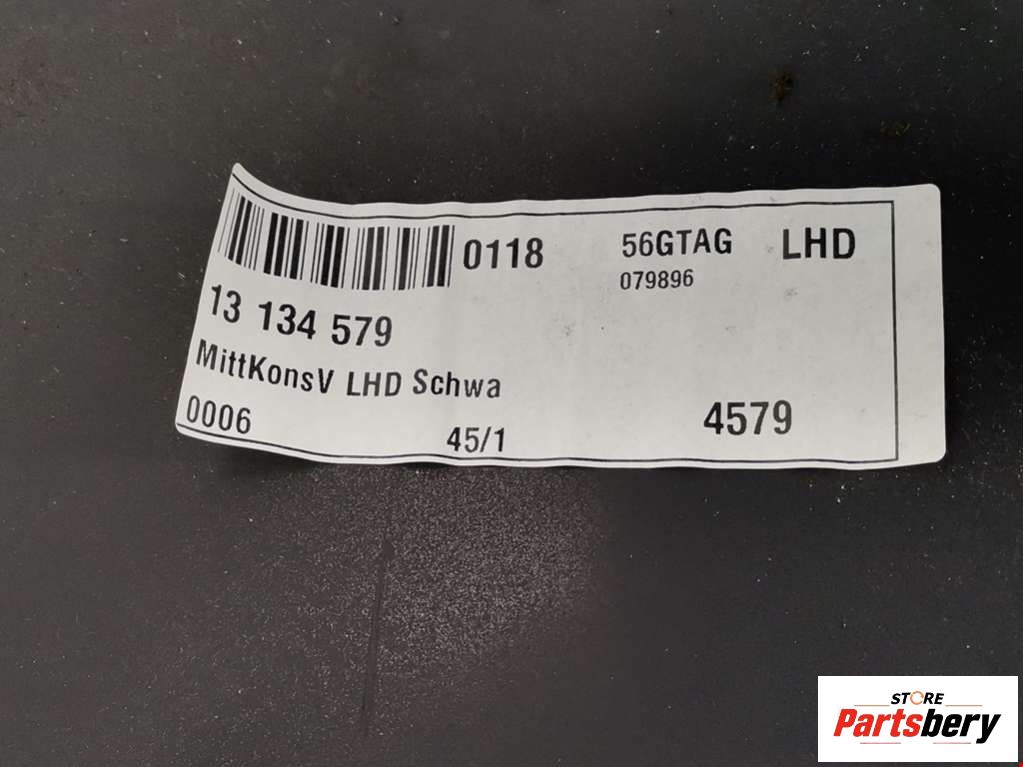 0118 56GTAG LHD
079896
13 134 579
MittKonsV LHD Schwa
0006 45/1 4579
STORE
Partsbery